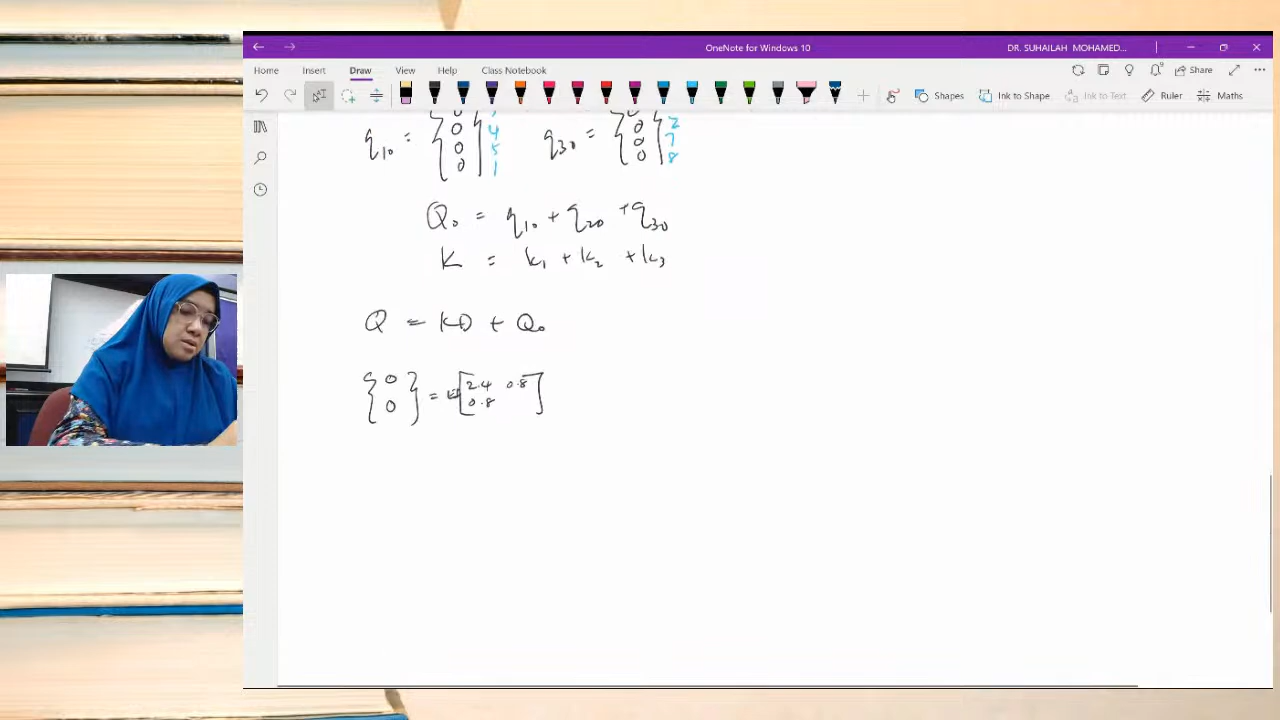 OneNote for Windows 10
DR. SUHAILAH MOHAMED...
Home Insert Draw View Help Class Notebook
Share
Shapes Ink to Shape Ink to Text Ruler Maths
q10 = { 0 0 0 } 4 5 1 q30 = { 0 0 0 } 2 7 8
Q0 = q10 + q20 + q30
K = k1 + k2 + k3
Q = KD + Q0
{ 0 0 } = [ 2.4 0.8
0.8 ]